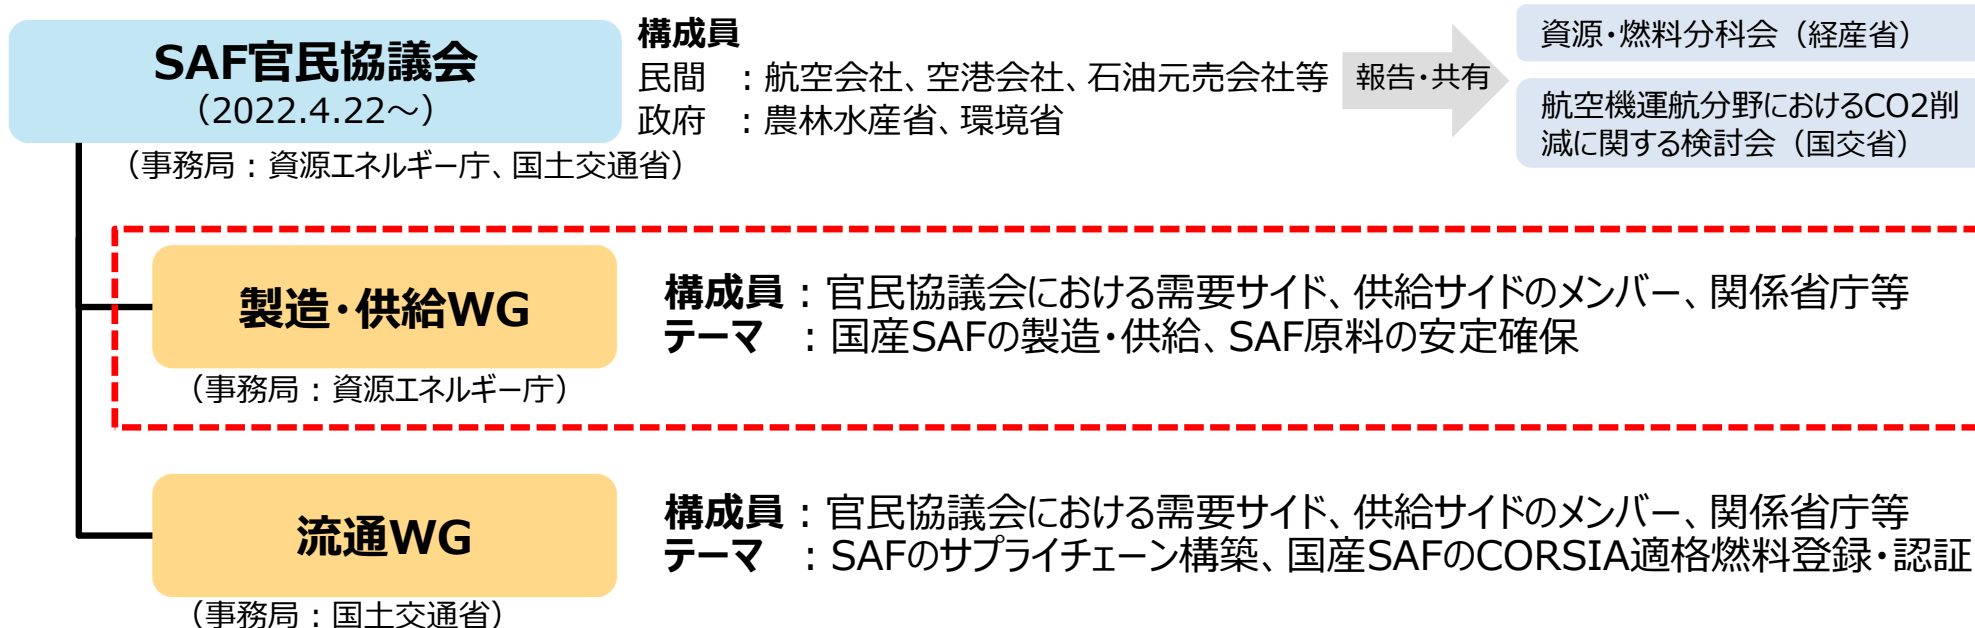 SAF官民協議会
（2022.4.22～）
（事務局：資源エネルギー庁、国土交通省）
構成員
民間　：航空会社、空港会社、石油元売会社等
政府　：農林水産省、環境省
報告・共有
資源・燃料分科会（経産省）
航空機運航分野におけるCO2削
減に関する検討会（国交省）
製造・供給WG
（事務局：資源エネルギー庁）
構成員：官民協議会における需要サイド、供給サイドのメンバー、関係省庁等
テーマ　：国産SAFの製造・供給、SAF原料の安定確保
流通WG
（事務局：国土交通省）
構成員：官民協議会における需要サイド、供給サイドのメンバー、関係省庁等
テーマ　：SAFのサプライチェーン構築、国産SAFのCORSIA適格燃料登録・認証